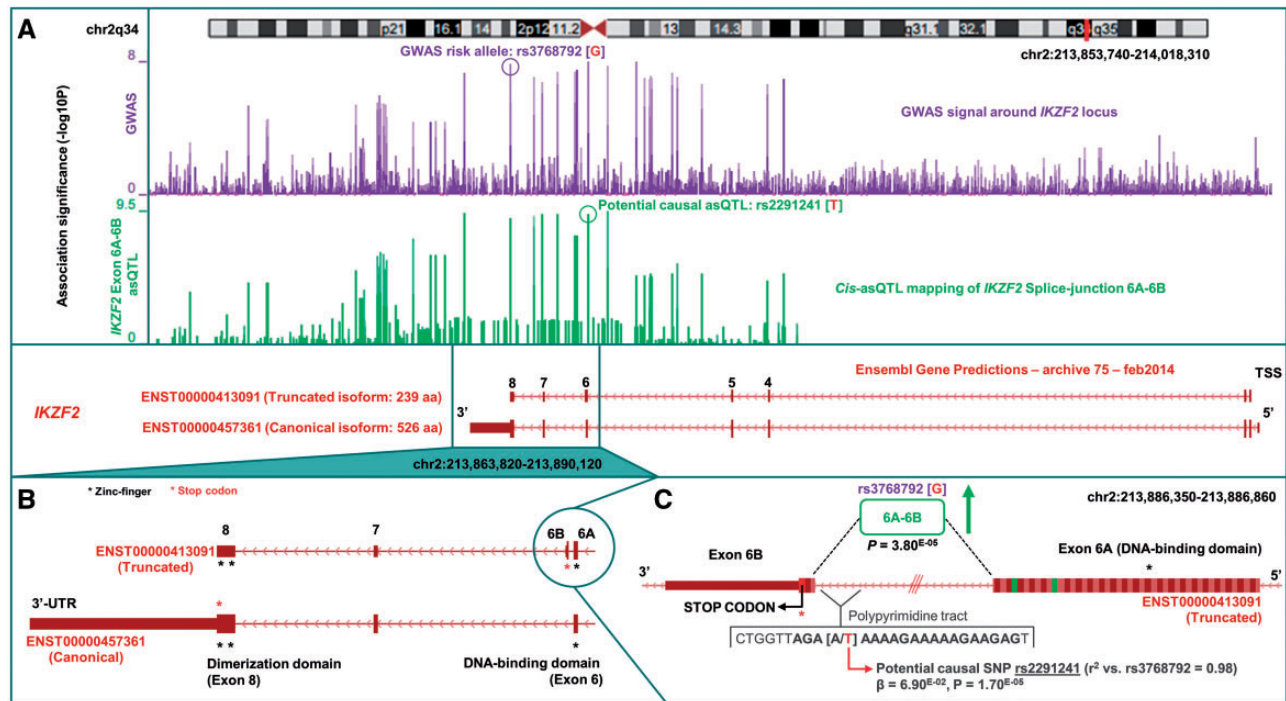 A
chr2q34
p21
16.1
14
2p12
11.2
13
14.3
q31.1
32.1
q35
chr2:213,853,740-214,018,310
GWAS risk allele: rs3768792 [G]
Association significance (-log10P)
8
GWAS
0
GWAS signal around IKZF2 locus
9.5
IKZF2 Exon 6A-6B
asQTL
0
Potential causal asQTL: rs2291241 [T]
Cis-asQTL mapping of IKZF2 Splice-junction 6A-6B
8 7 6 5 4
Ensembl Gene Predictions – archive 75 – feb2014
TSS
IKZF2
ENST00000413091 (Truncated isoform: 239 aa)
3’
ENST00000457361 (Canonical isoform: 526 aa)
5’
chr2:213,863,820-213,890,120
B
* Zinc-finger
* Stop codon
8
7
6B 6A
ENST00000413091
(Truncated)
* *
* *
3’-UTR
*
ENST00000457361
(Canonical)
* *
*
Dimerization domain
(Exon 8)
DNA-binding domain
(Exon 6)
C
rs3768792 [G]
chr2:213,886,350-213,886,860
6A-6B
P = 3.80E-05
Exon 6B
Exon 6A (DNA-binding domain)
*
3’
5’
STOP CODON
*
ENST00000413091
(Truncated)
Polypyrimidine tract
CTGGTTAGA [A/T] AAAAGAAAAAGAAGAGT
Potential causal SNP rs2291241 (r2 vs. rs3768792 = 0.98)
β = 6.90E-02, P = 1.70E-05